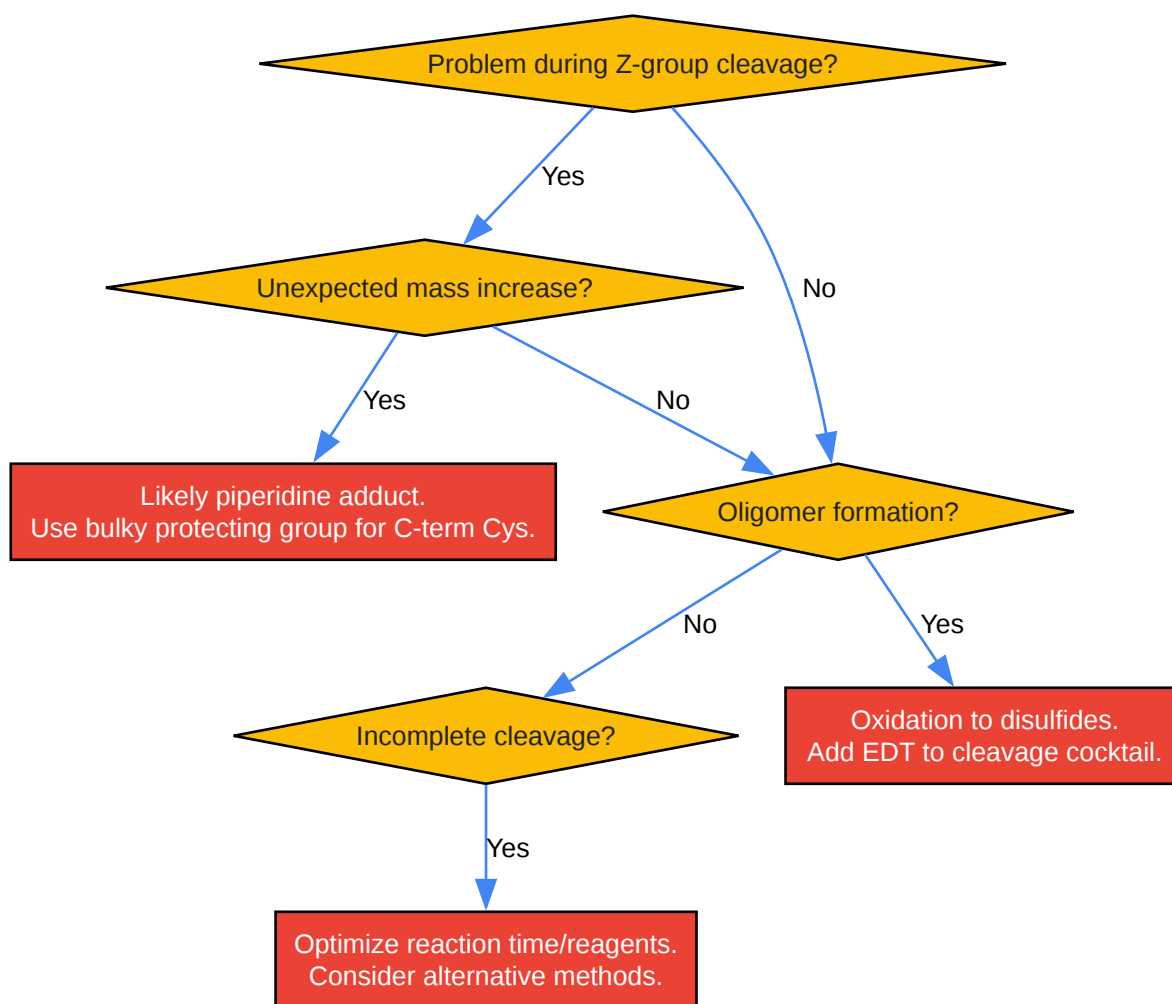 Problem during Z-group cleavage?
Yes
No
Unexpected mass increase?
Yes
No
Likely piperidine adduct.
Use bulky protecting group for C-term Cys.
Oligomer formation?
No
Yes
Incomplete cleavage?
Oxidation to disulfides.
Add EDT to cleavage cocktail.
Yes
Optimize reaction time/reagents.
Consider alternative methods.